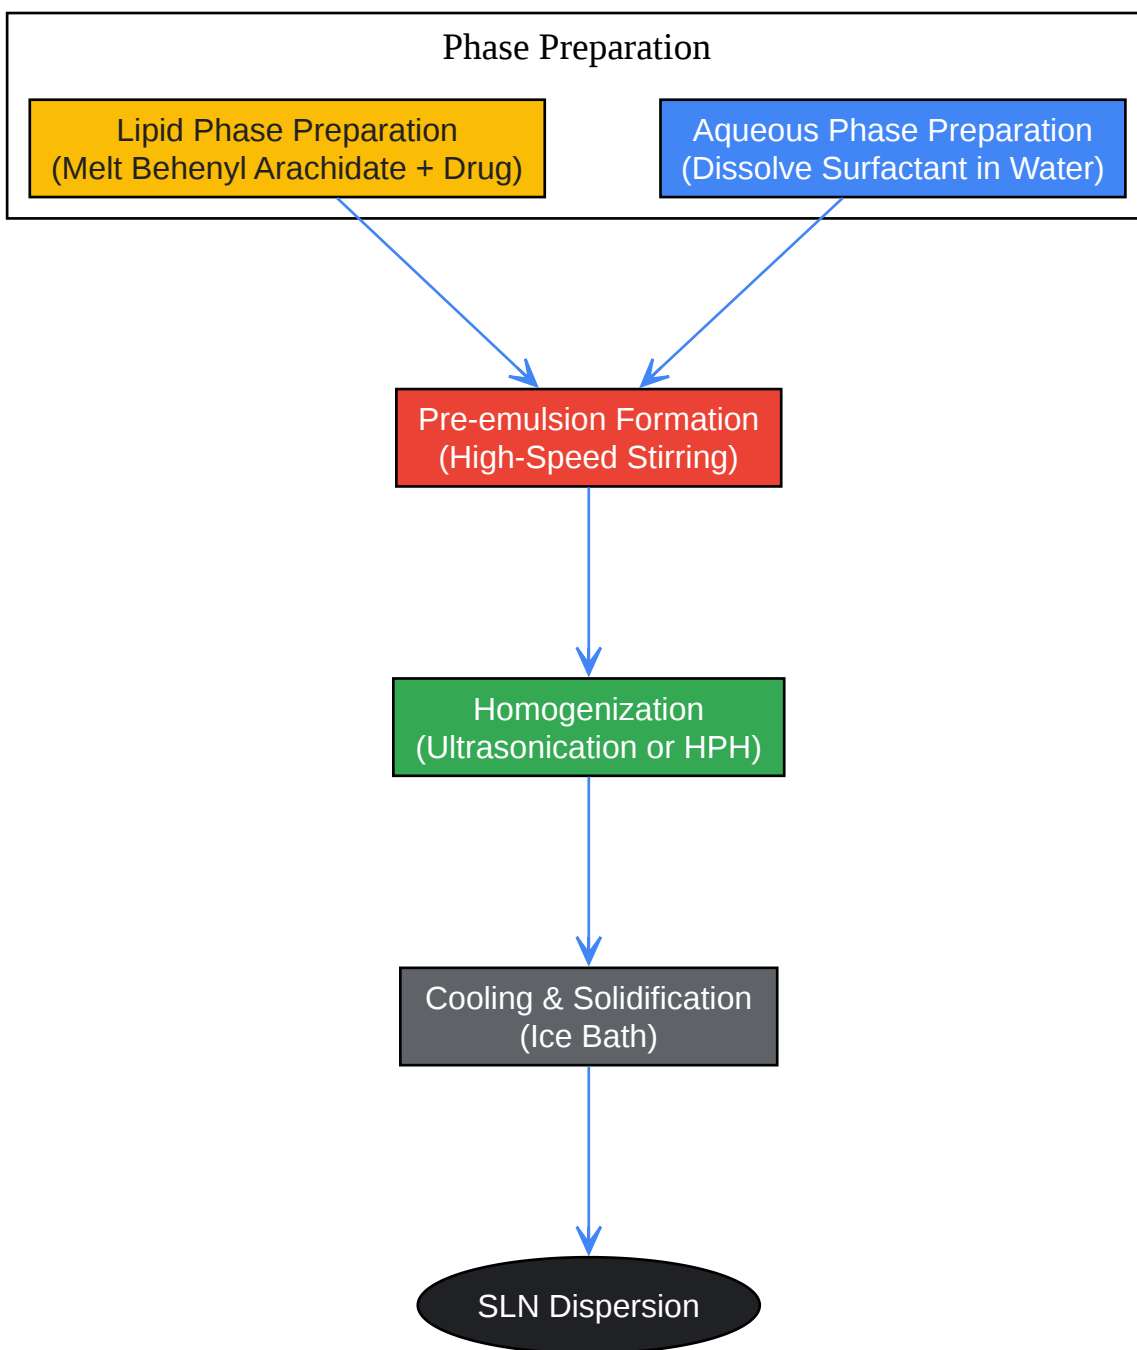 Phase Preparation
Lipid Phase Preparation
(Melt Behenyl Arachidate + Drug)
Aqueous Phase Preparation
(Dissolve Surfactant in Water)
Pre-emulsion Formation
(High-Speed Stirring)
Homogenization
(Ultrasonication or HPH)
Cooling & Solidification
(Ice Bath)
SLN Dispersion